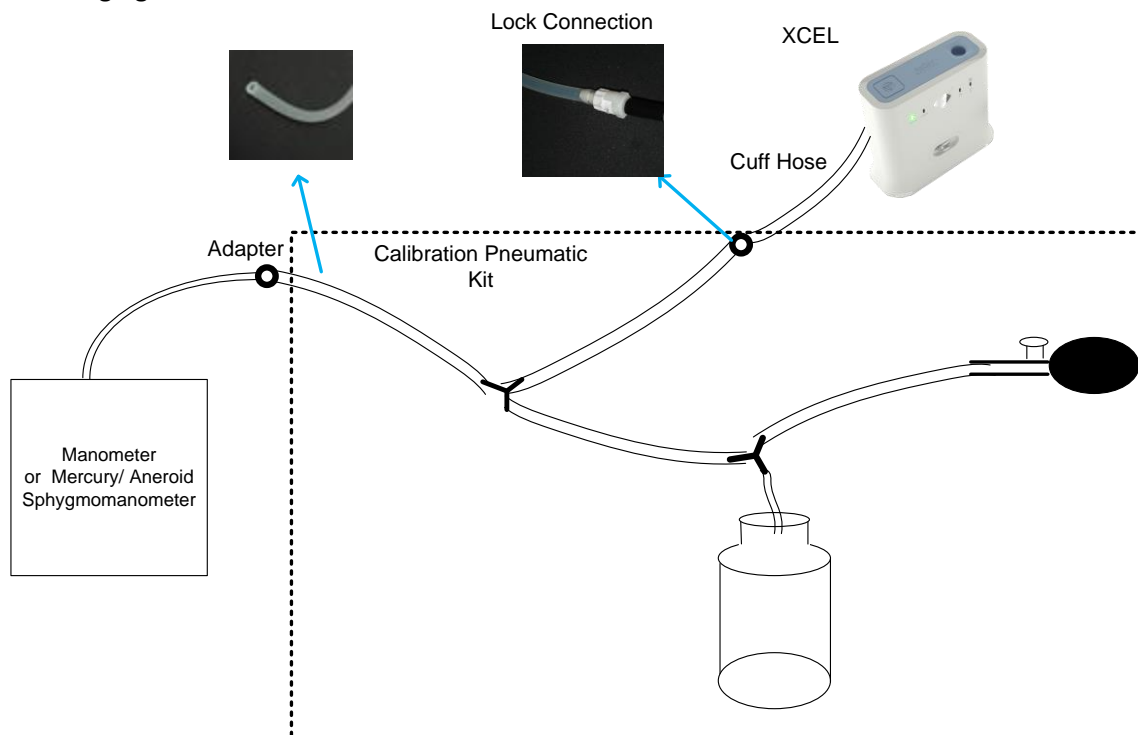 Lock Connection
XCEL
Cuff Hose
Adapter
Calibration Pneumatic
Kit
Manometer
or Mercury/ Aneroid
Sphygmomanometer